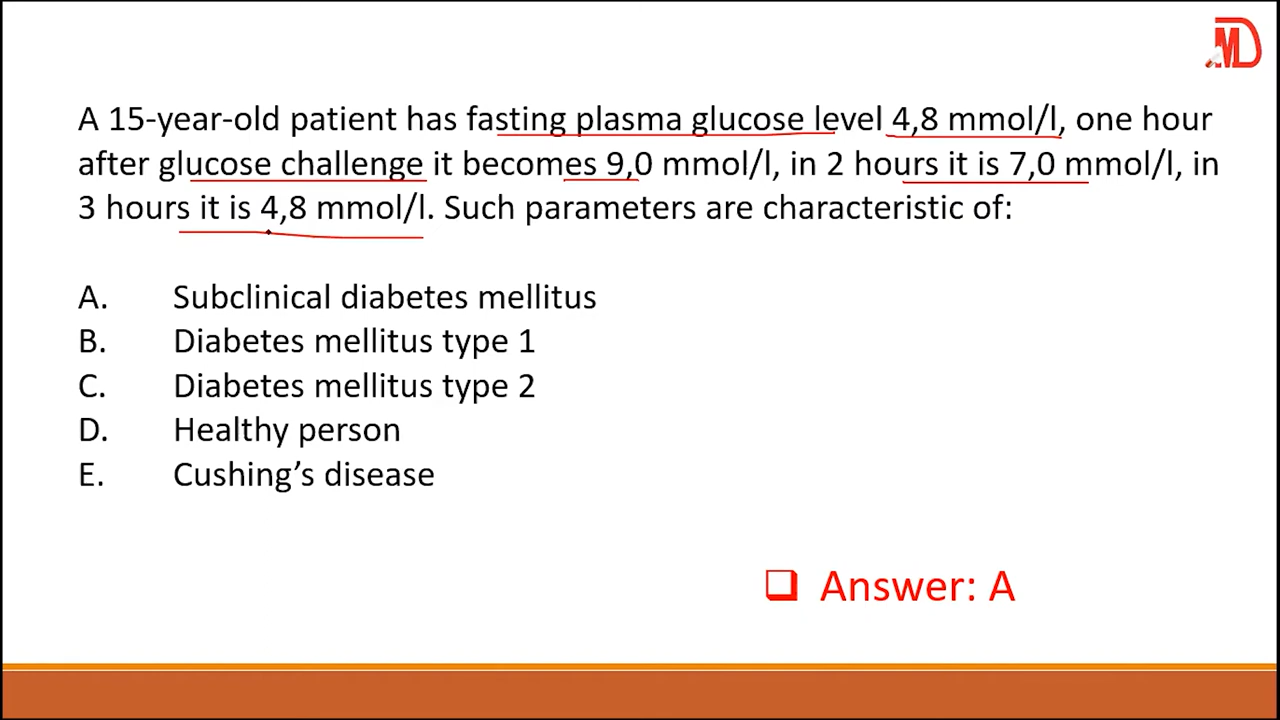 MD
A 15-year-old patient has fasting plasma glucose level 4,8 mmol/l, one hour
after glucose challenge it becomes 9,0 mmol/l, in 2 hours it is 7,0 mmol/l, in
3 hours it is 4,8 mmol/l. Such parameters are characteristic of:
A. Subclinical diabetes mellitus
B. Diabetes mellitus type 1
C. Diabetes mellitus type 2
D. Healthy person
E. Cushing’s disease
❑ Answer: A